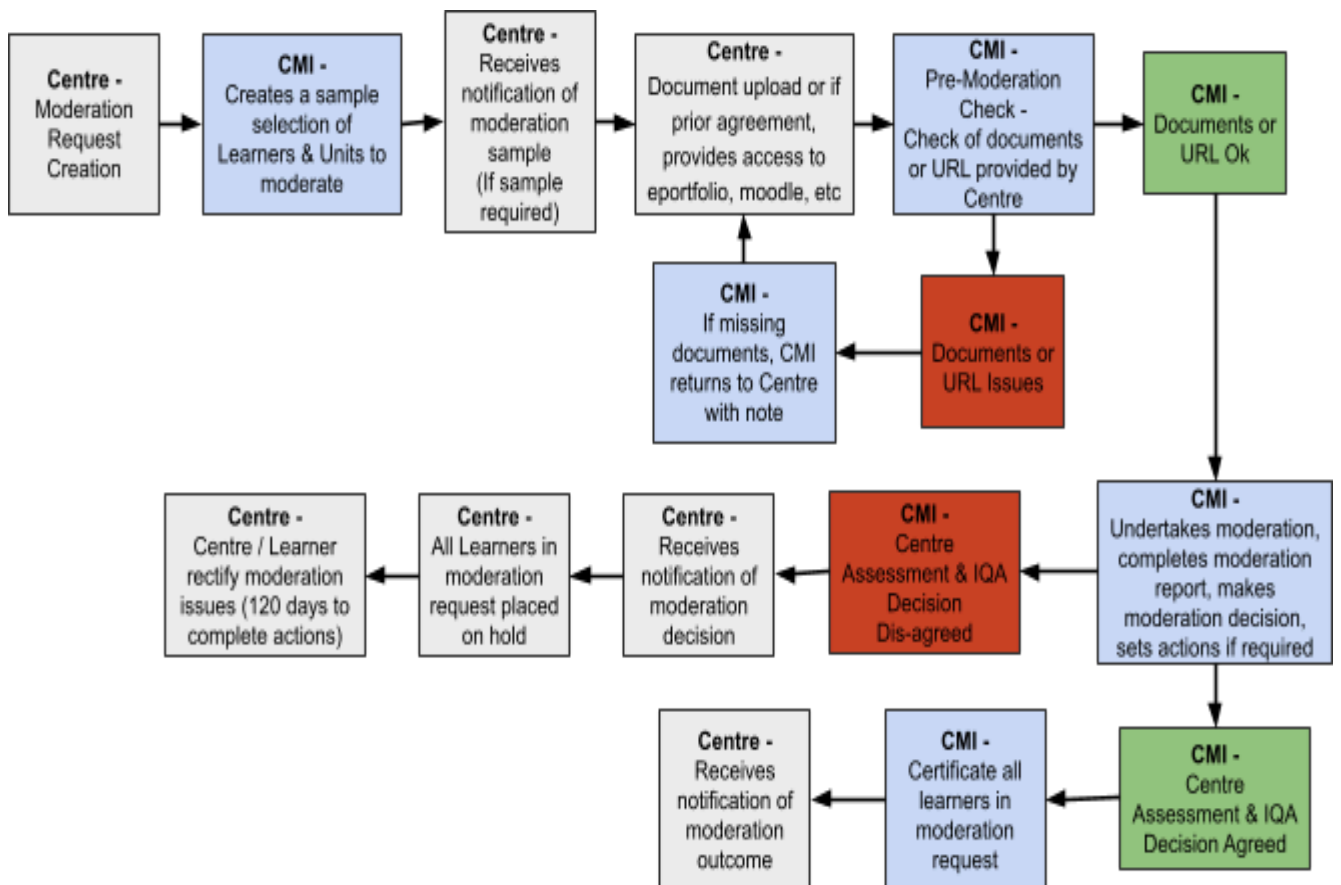 Centre -
Moderation
Request
Creation
CMI -
Creates a sample
selection of
Learners & Units to
moderate
Centre -
Receives
notification of
moderation
sample
(If sample
required)
Centre -
Document upload or if
prior agreement,
provides access to
eportfolio, moodle, etc
CMI -
Pre-Moderation
Check -
Check of documents
or URL provided by
Centre
CMI -
Documents or
URL Ok
CMI -
If missing
documents, CMI
returns to Centre
with note
CMI -
Documents or
URL Issues
Centre -
Centre / Learner
rectify moderation
issues (120 days to
complete actions)
Centre -
All Learners in
moderation
request placed
on hold
Centre -
Receives
notification of
moderation
decision
CMI -
Centre
Assessment & IQA
Decision
Dis-agreed
CMI -
Undertakes moderation,
completes moderation
report, makes
moderation decision,
sets actions if required
Centre -
Receives
notification of
moderation
outcome
CMI -
Certificate all
learners in
moderation
request
CMI -
Centre
Assessment & IQA
Decision Agreed